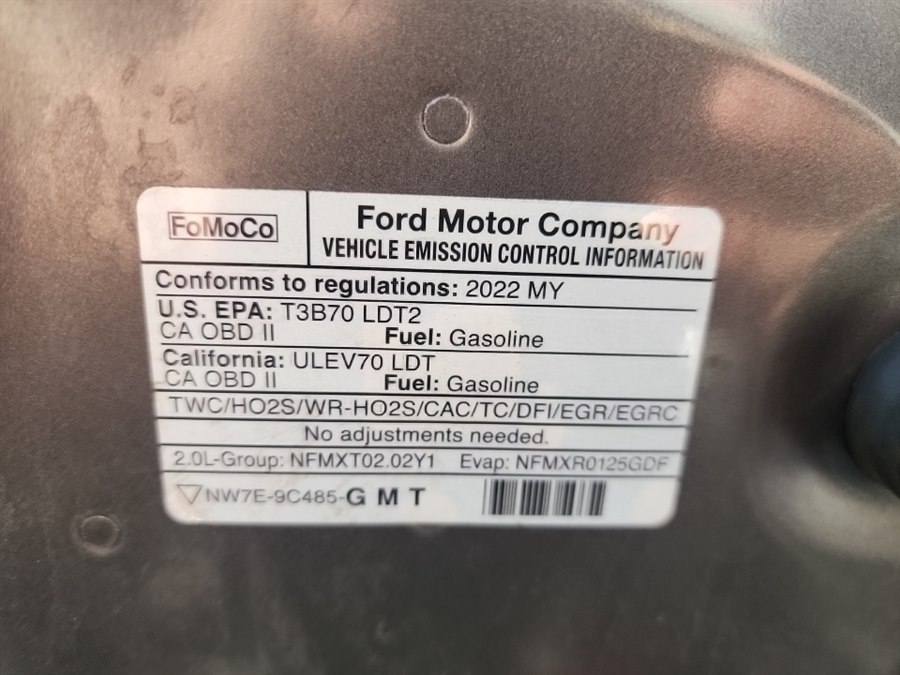 FoMoCo
Ford Motor Company
VEHICLE EMISSION CONTROL INFORMATION
Conforms to regulations: 2022 MY
U.S. EPA: T3B70 LDT2
CA OBD II Fuel: Gasoline
California: ULEV70 LDT
CA OBD II Fuel: Gasoline
TWC/HO2S/WR-HO2S/CAC/TC/DFI/EGR/EGRC
No adjustments needed.
2.0L-Group: NFMXT02.02Y1 Evap: NFMXR0125GDF
NW7E-9C485-G M T